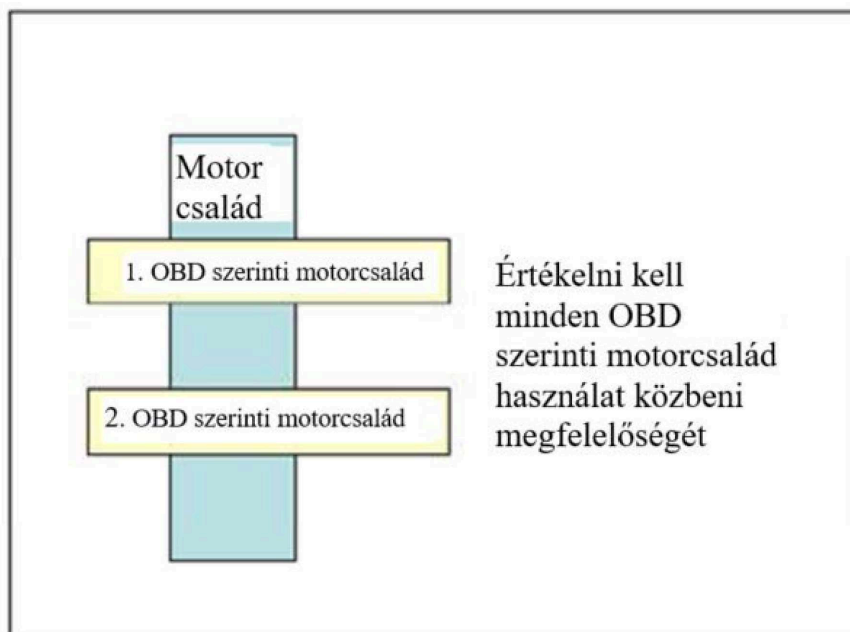 Motor
család
1. OBD szerinti motorcsalád
2. OBD szerinti motorcsalád
Értékelni kell
minden OBD
szerinti motorcsalád
használat közbeni
megfelelőségét